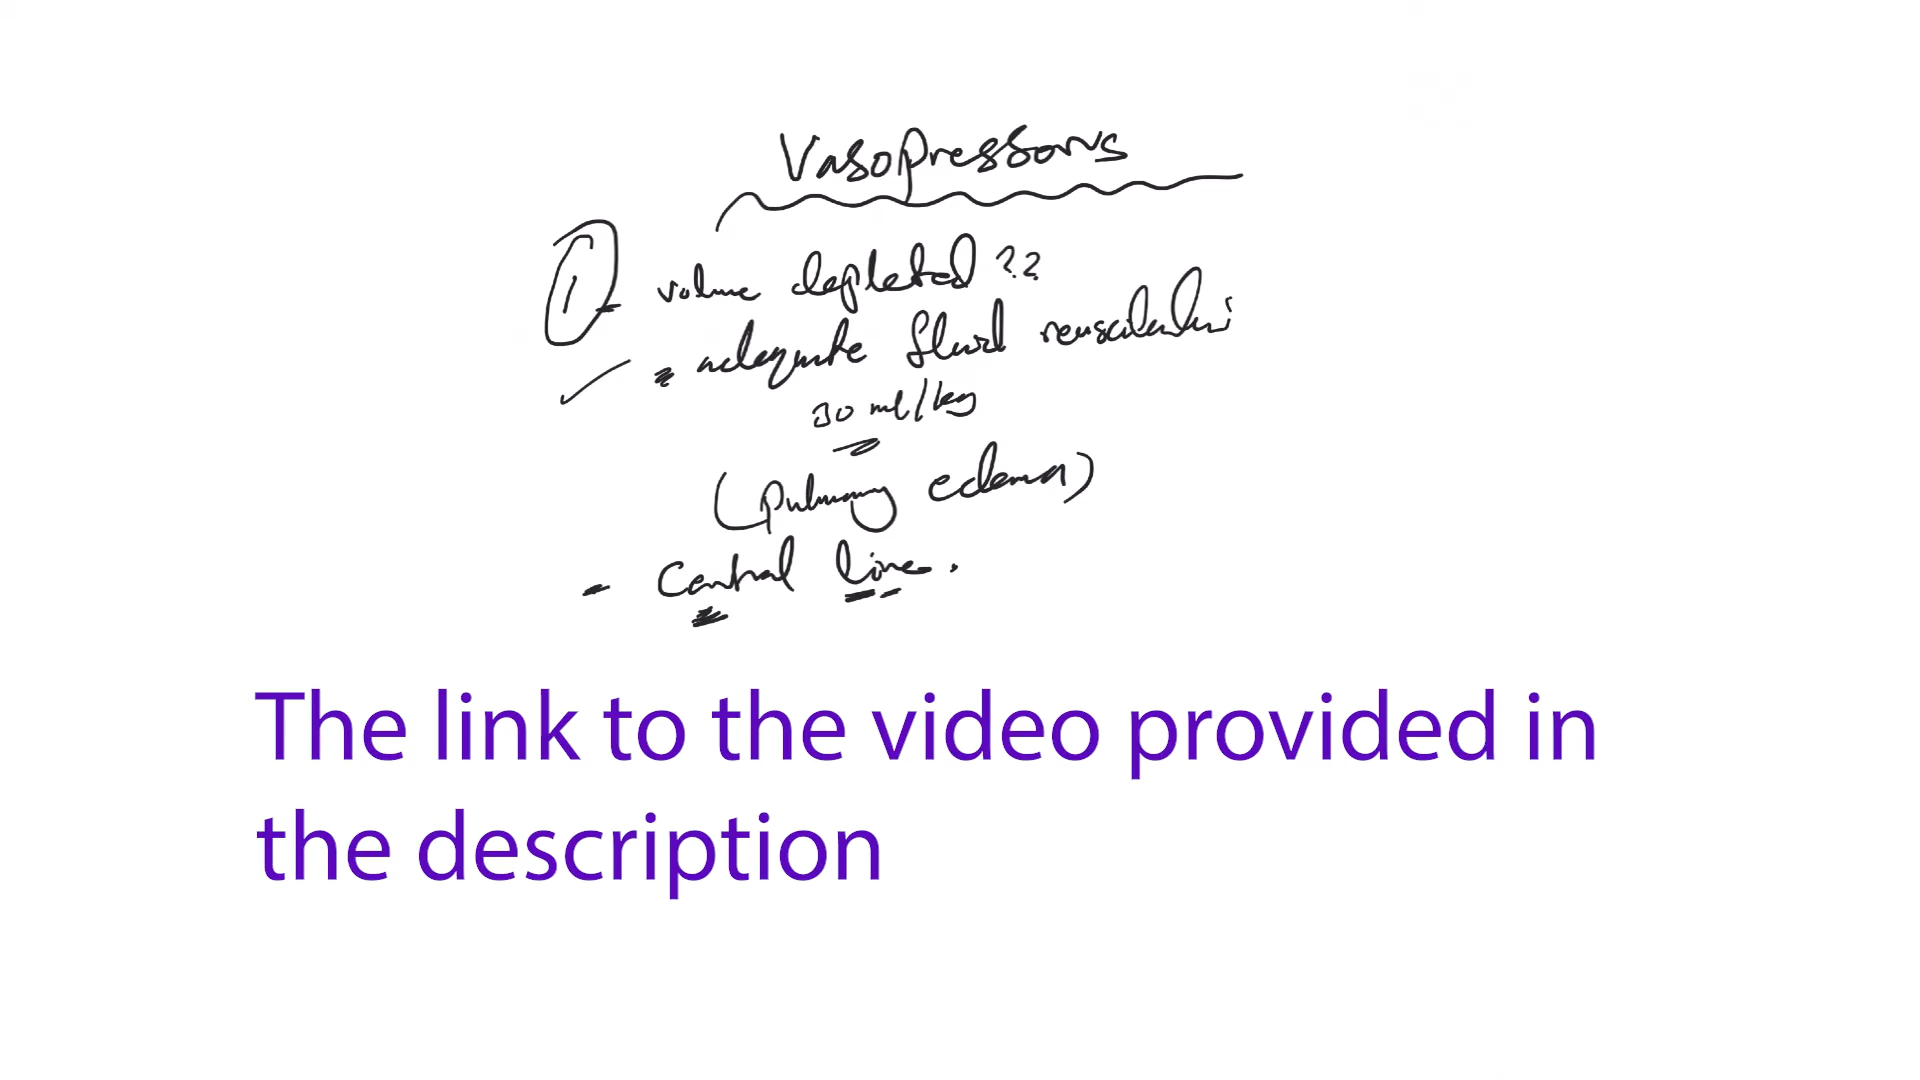 Vasopressors
1- volume depleted ??
= adequate fluid resuscitation
30 ml/kg
(pulmonary edema)
- Central line.
The link to the video provided in
the description